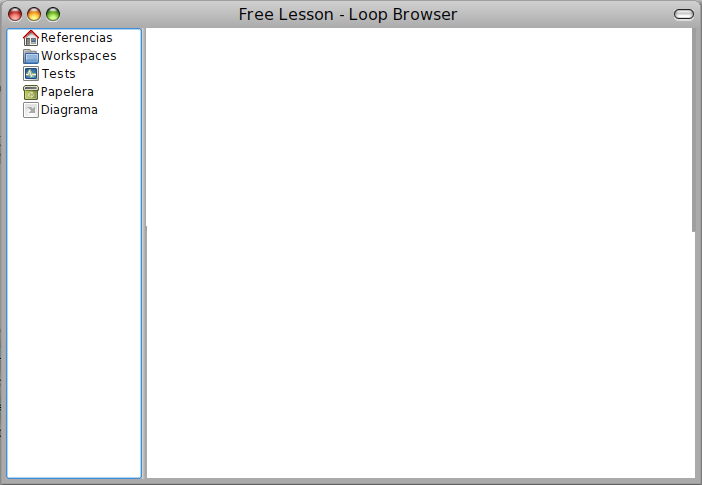 Free Lesson - Loop Browser
Referencias
Workspaces
Tests
Papelera
Diagrama